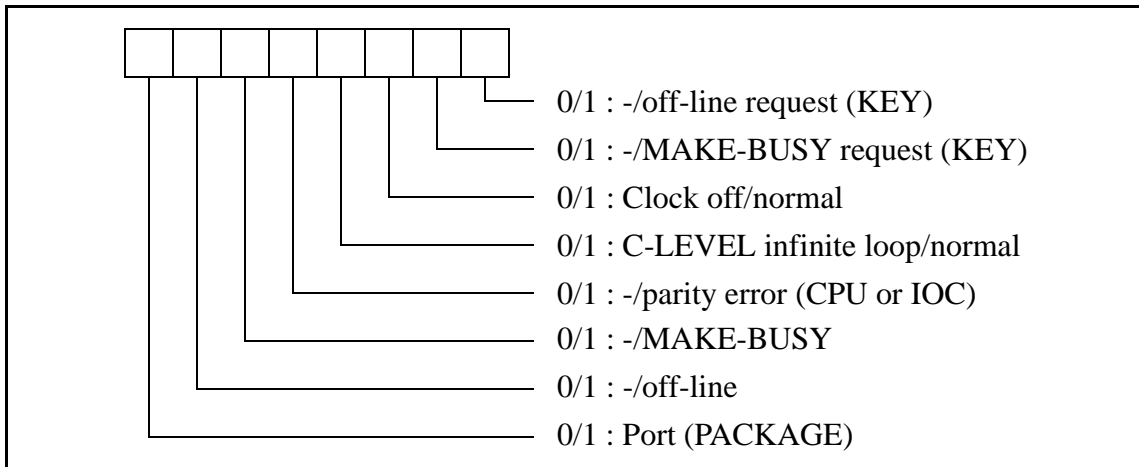 0/1 : -/off-line request (KEY)
0/1 : -/MAKE-BUSY request (KEY)
0/1 : Clock off/normal
0/1 : C-LEVEL infinite loop/normal
0/1 : -/parity error (CPU or IOC)
0/1 : -/MAKE-BUSY
0/1 : -/off-line
0/1 : Port (PACKAGE)